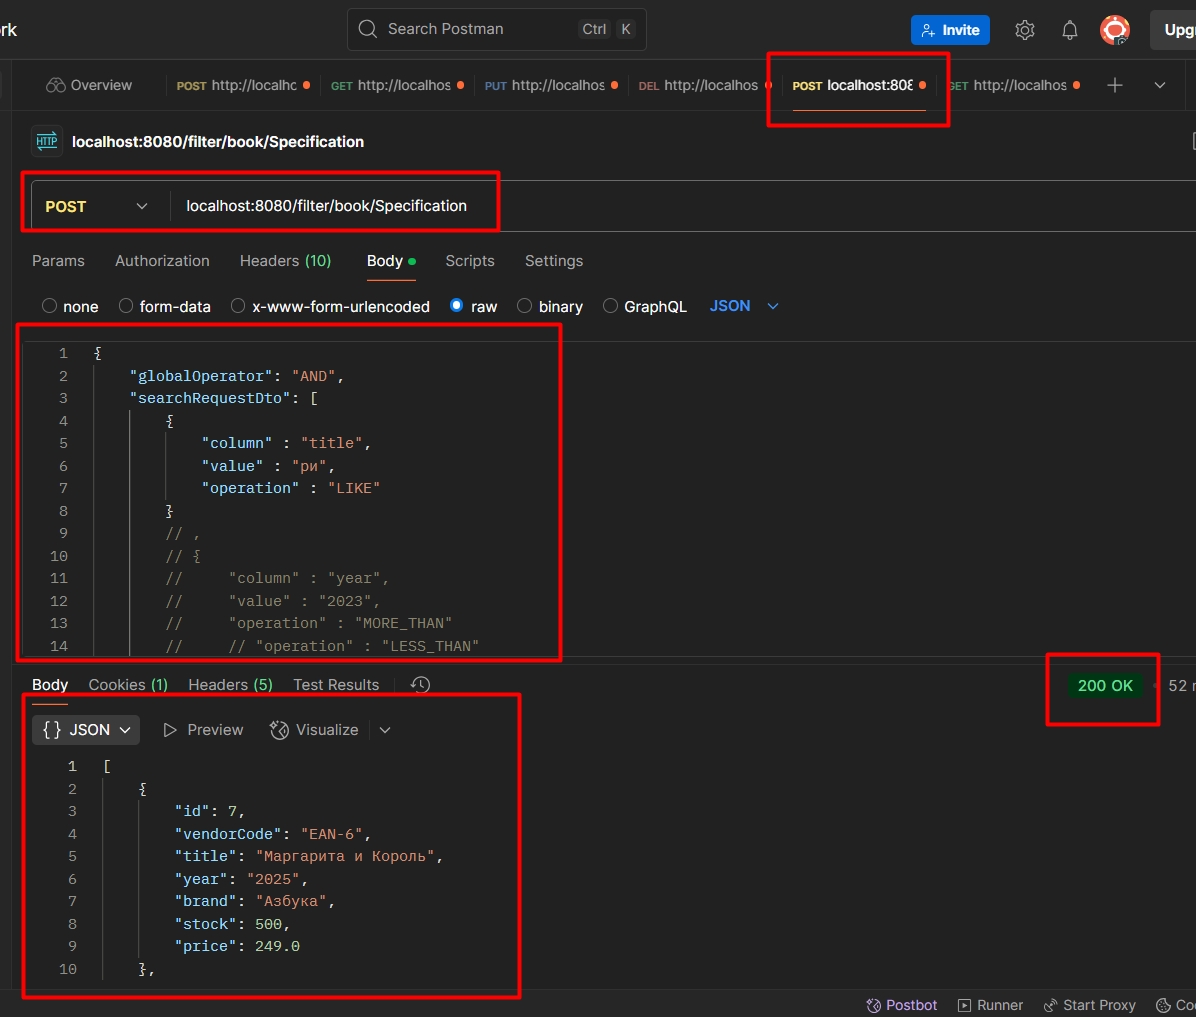 rk
Search Postman Ctrl K
Invite
Upg
Overview POST http://localhc GET http://localhos PUT http://localhos DEL http://localhos POST localhost:808 GET http://localhos
HTTP localhost:8080/filter/book/Specification
POST localhost:8080/filter/book/Specification
Params Authorization Headers (10) Body Scripts Settings
none form-data x-www-form-urlencoded raw binary GraphQL JSON
1 {
2 "globalOperator": "AND",
3 "searchRequestDto": [
4 {
5 "column" : "title",
6 "value" : "ри",
7 "operation" : "LIKE"
8 }
9 // ,
10 // {
11 // "column" : "year",
12 // "value" : "2023",
13 // "operation" : "MORE_THAN"
14 // // "operation" : "LESS_THAN"
Body Cookies (1) Headers (5) Test Results 200 OK 52
{} JSON Preview Visualize
1 [
2 {
3 "id": 7,
4 "vendorCode": "EAN-6",
5 "title": "Маргарита и Король",
6 "year": "2025",
7 "brand": "Азбука",
8 "stock": 500,
9 "price": 249.0
10 },
Postbot Runner Start Proxy Coo